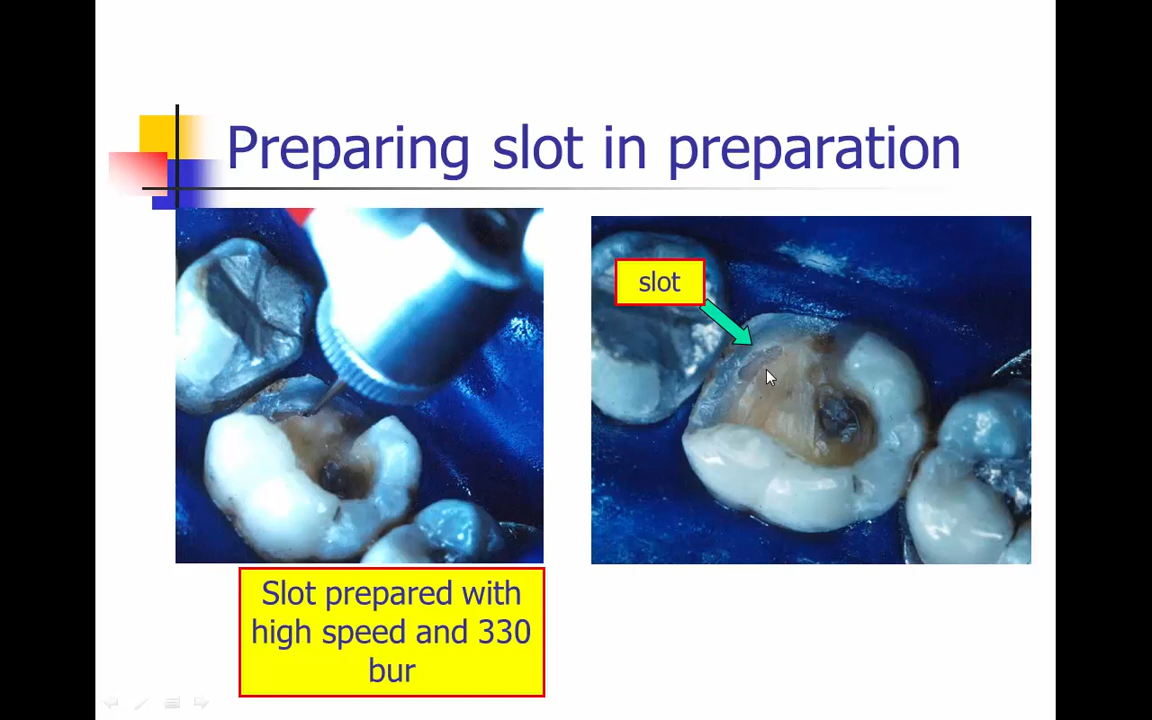 Preparing slot in preparation
slot
Slot prepared with
high speed and 330
bur